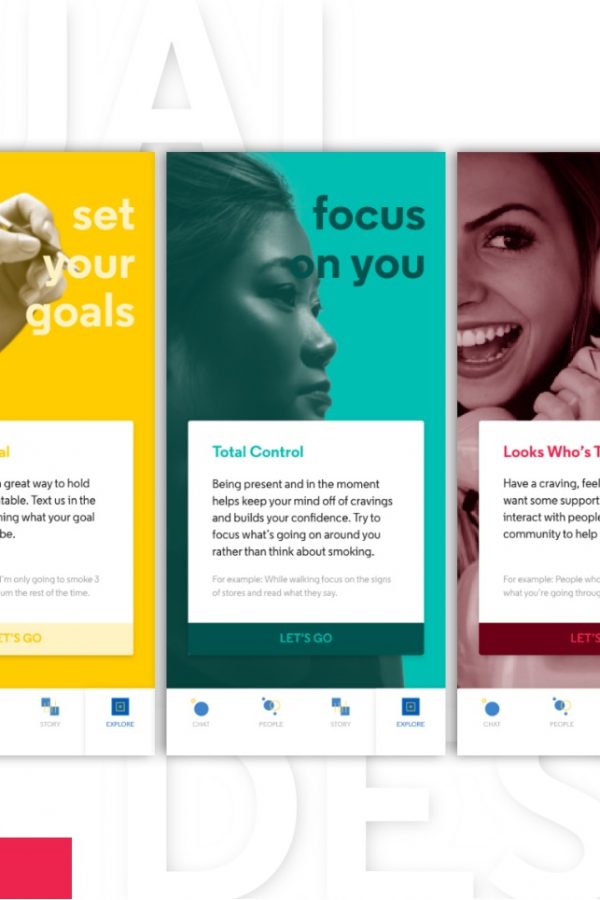 UAL
set
your
goals
al
a great way to hold
table. Text us in the
ning what your goal
be.
I'm only going to smoke 3
um the rest of the time.
LET'S GO
STORY
EXPLORE
focus
on you
Total Control
Being present and in the moment
helps keep your mind off of cravings
and builds your confidence. Try to
focus what's going on around you
rather than think about smoking.
For example: While walking focus on the signs
of stores and read what they say.
LET'S GO
CHAT
PEOPLE
STORY
EXPLORE
Looks Who's T
Have a craving, feel
want some support
interact with people
community to help
For example: People who
what you're going through
LET'S
CHAT
PEOPLE
DES